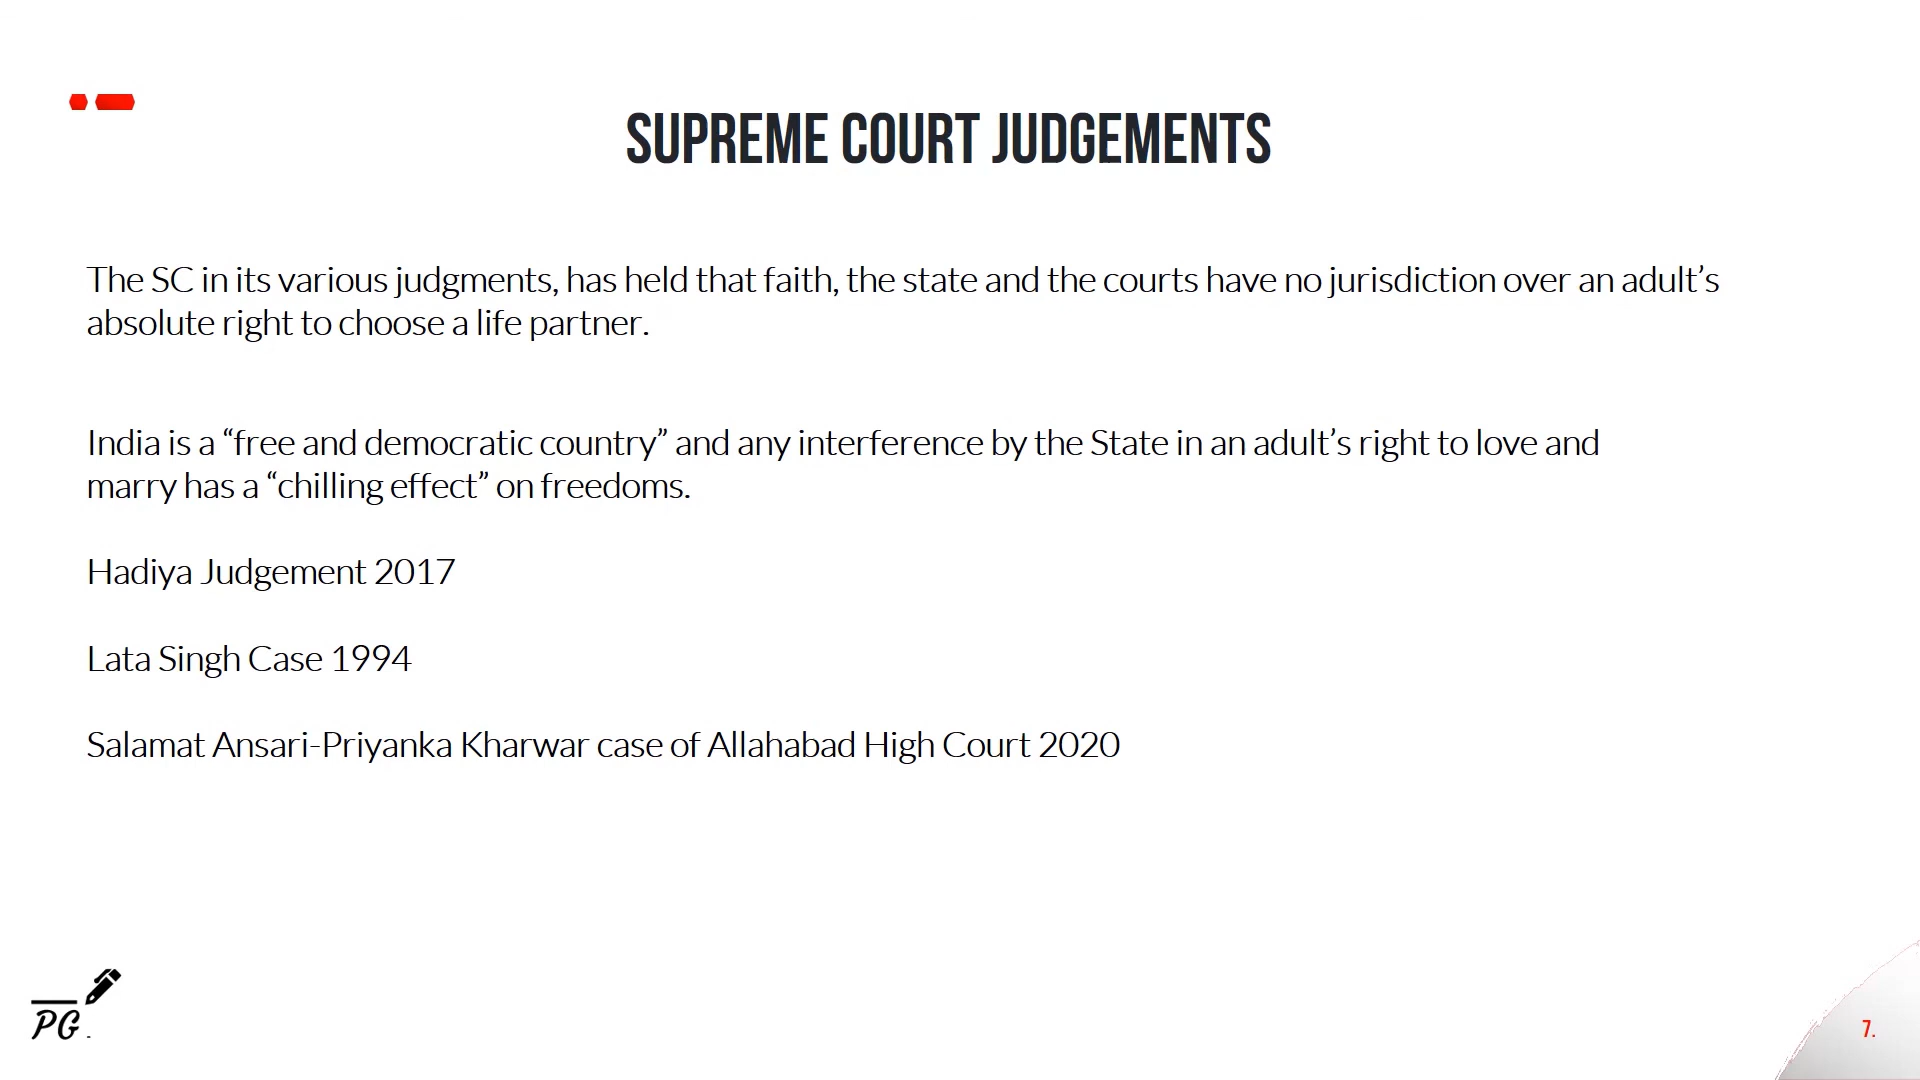 SUPREME COURT JUDGEMENTS
The SC in its various judgments, has held that faith, the state and the courts have no jurisdiction over an adult’s
absolute right to choose a life partner.
India is a “free and democratic country” and any interference by the State in an adult’s right to love and
marry has a “chilling effect” on freedoms.
Hadiya Judgement 2017
Lata Singh Case 1994
Salamat Ansari-Priyanka Kharwar case of Allahabad High Court 2020
PG.
7.